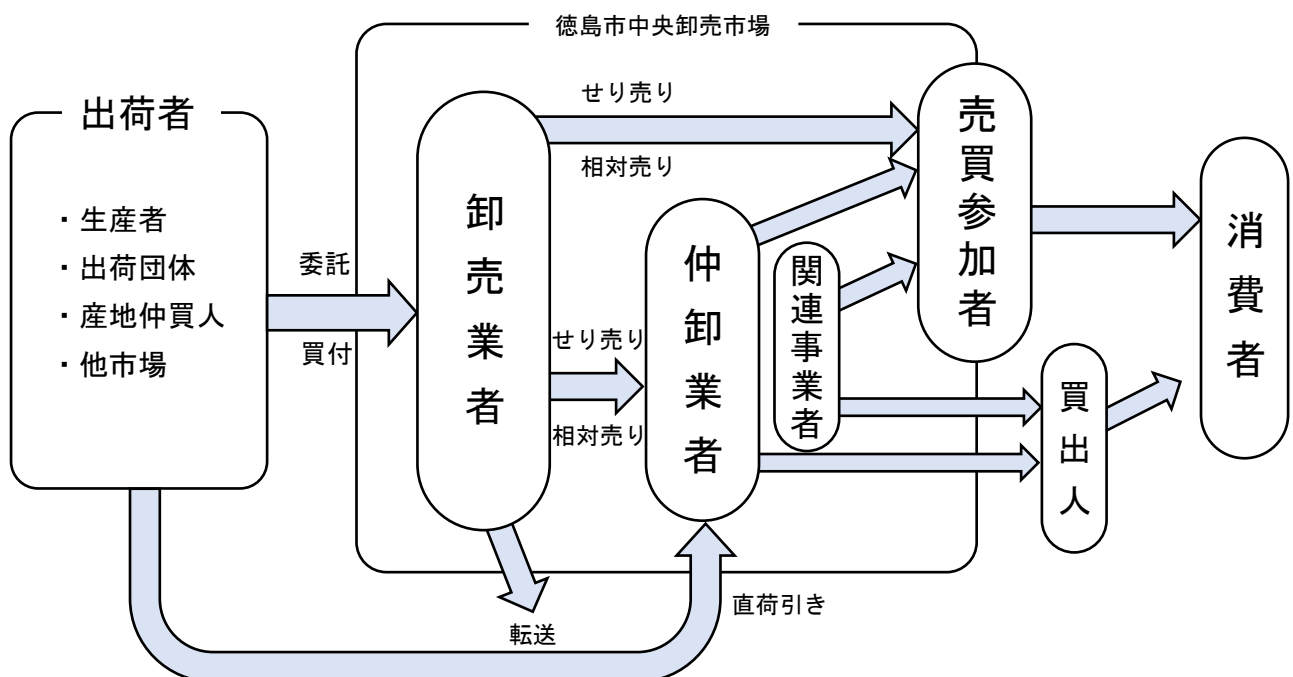 徳島市中央卸売市場
出荷者
・生産者
・出荷団体
・産地仲買人
・他市場
委託
買付
卸売業者
せり売り
相対売り
せり売り
相対売り
仲卸業者
関連事業者
売買参加者
買出人
消費者
転送
直荷引き